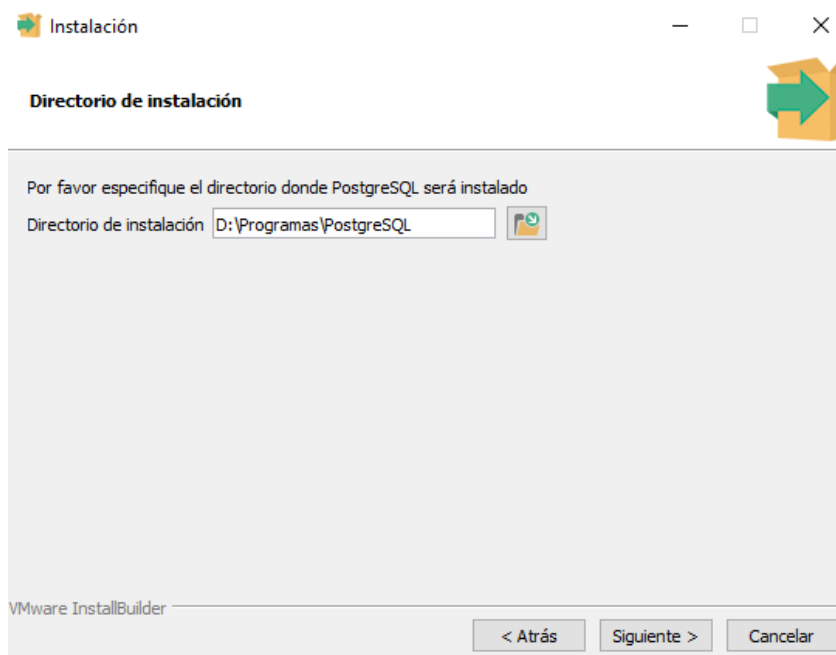 Instalación
Directorio de instalación
Por favor especifique el directorio donde PostgreSQL será instalado
Directorio de instalación D:\Programas\PostgreSQL
VMware InstallBuilder
< Atrás Siguiente > Cancelar